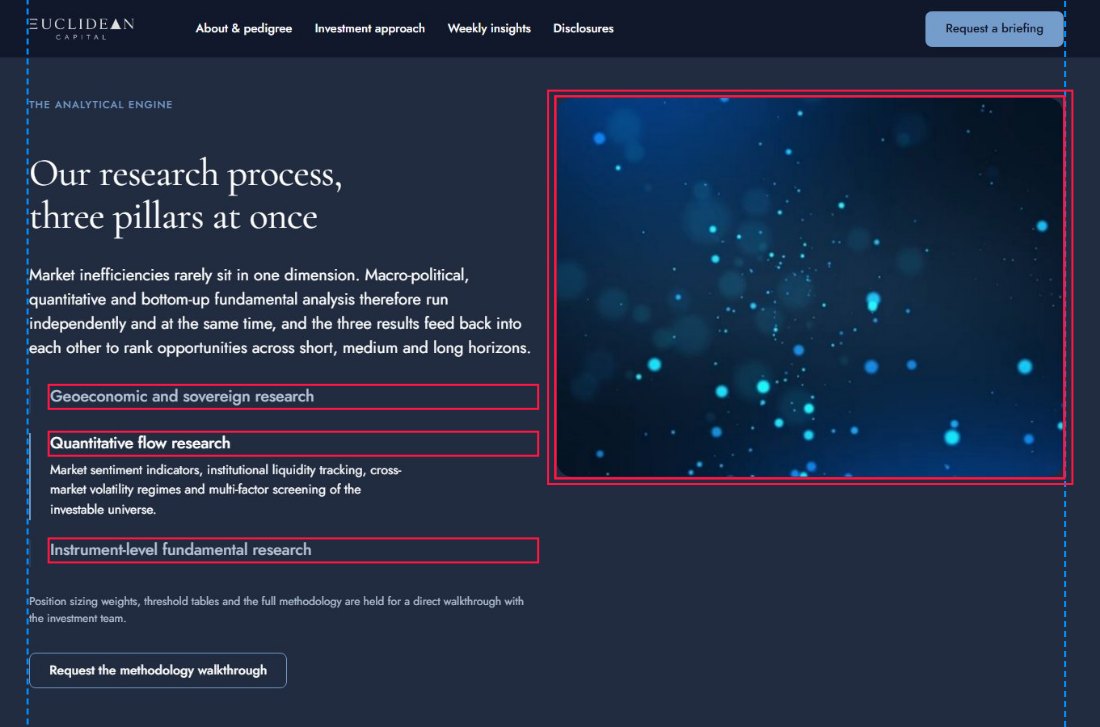 EUCLIDEAN
CAPITAL
About & pedigree
Investment approach
Weekly insights
Disclosures
Request a briefing
THE ANALYTICAL ENGINE
Our research process,
three pillars at once
Market inefficiencies rarely sit in one dimension. Macro-political,
quantitative and bottom-up fundamental analysis therefore run
independently and at the same time, and the three results feed back into
each other to rank opportunities across short, medium and long horizons.
Geoeconomic and sovereign research
Quantitative flow research
Market sentiment indicators, institutional liquidity tracking, cross-
market volatility regimes and multi-factor screening of the
investable universe.
Instrument-level fundamental research
Position sizing weights, threshold tables and the full methodology are held for a direct walkthrough with
the investment team.
Request the methodology walkthrough